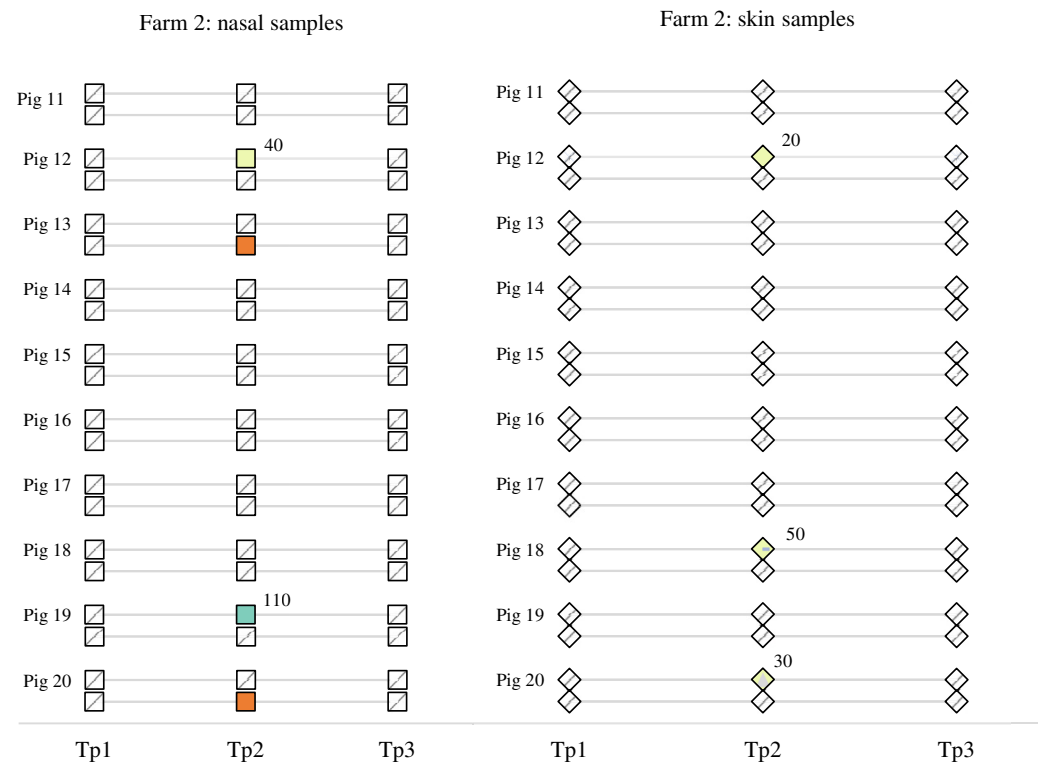 Farm 2: nasal samples
Pig 11
Pig 12
40
Pig 13
Pig 14
Pig 15
Pig 16
Pig 17
Pig 18
Pig 19
110
Pig 20
Tp1 Tp2 Tp3
Farm 2: skin samples
Pig 11
Pig 12
20
Pig 13
Pig 14
Pig 15
Pig 16
Pig 17
Pig 18
50
Pig 19
Pig 20
30
Tp1 Tp2 Tp3